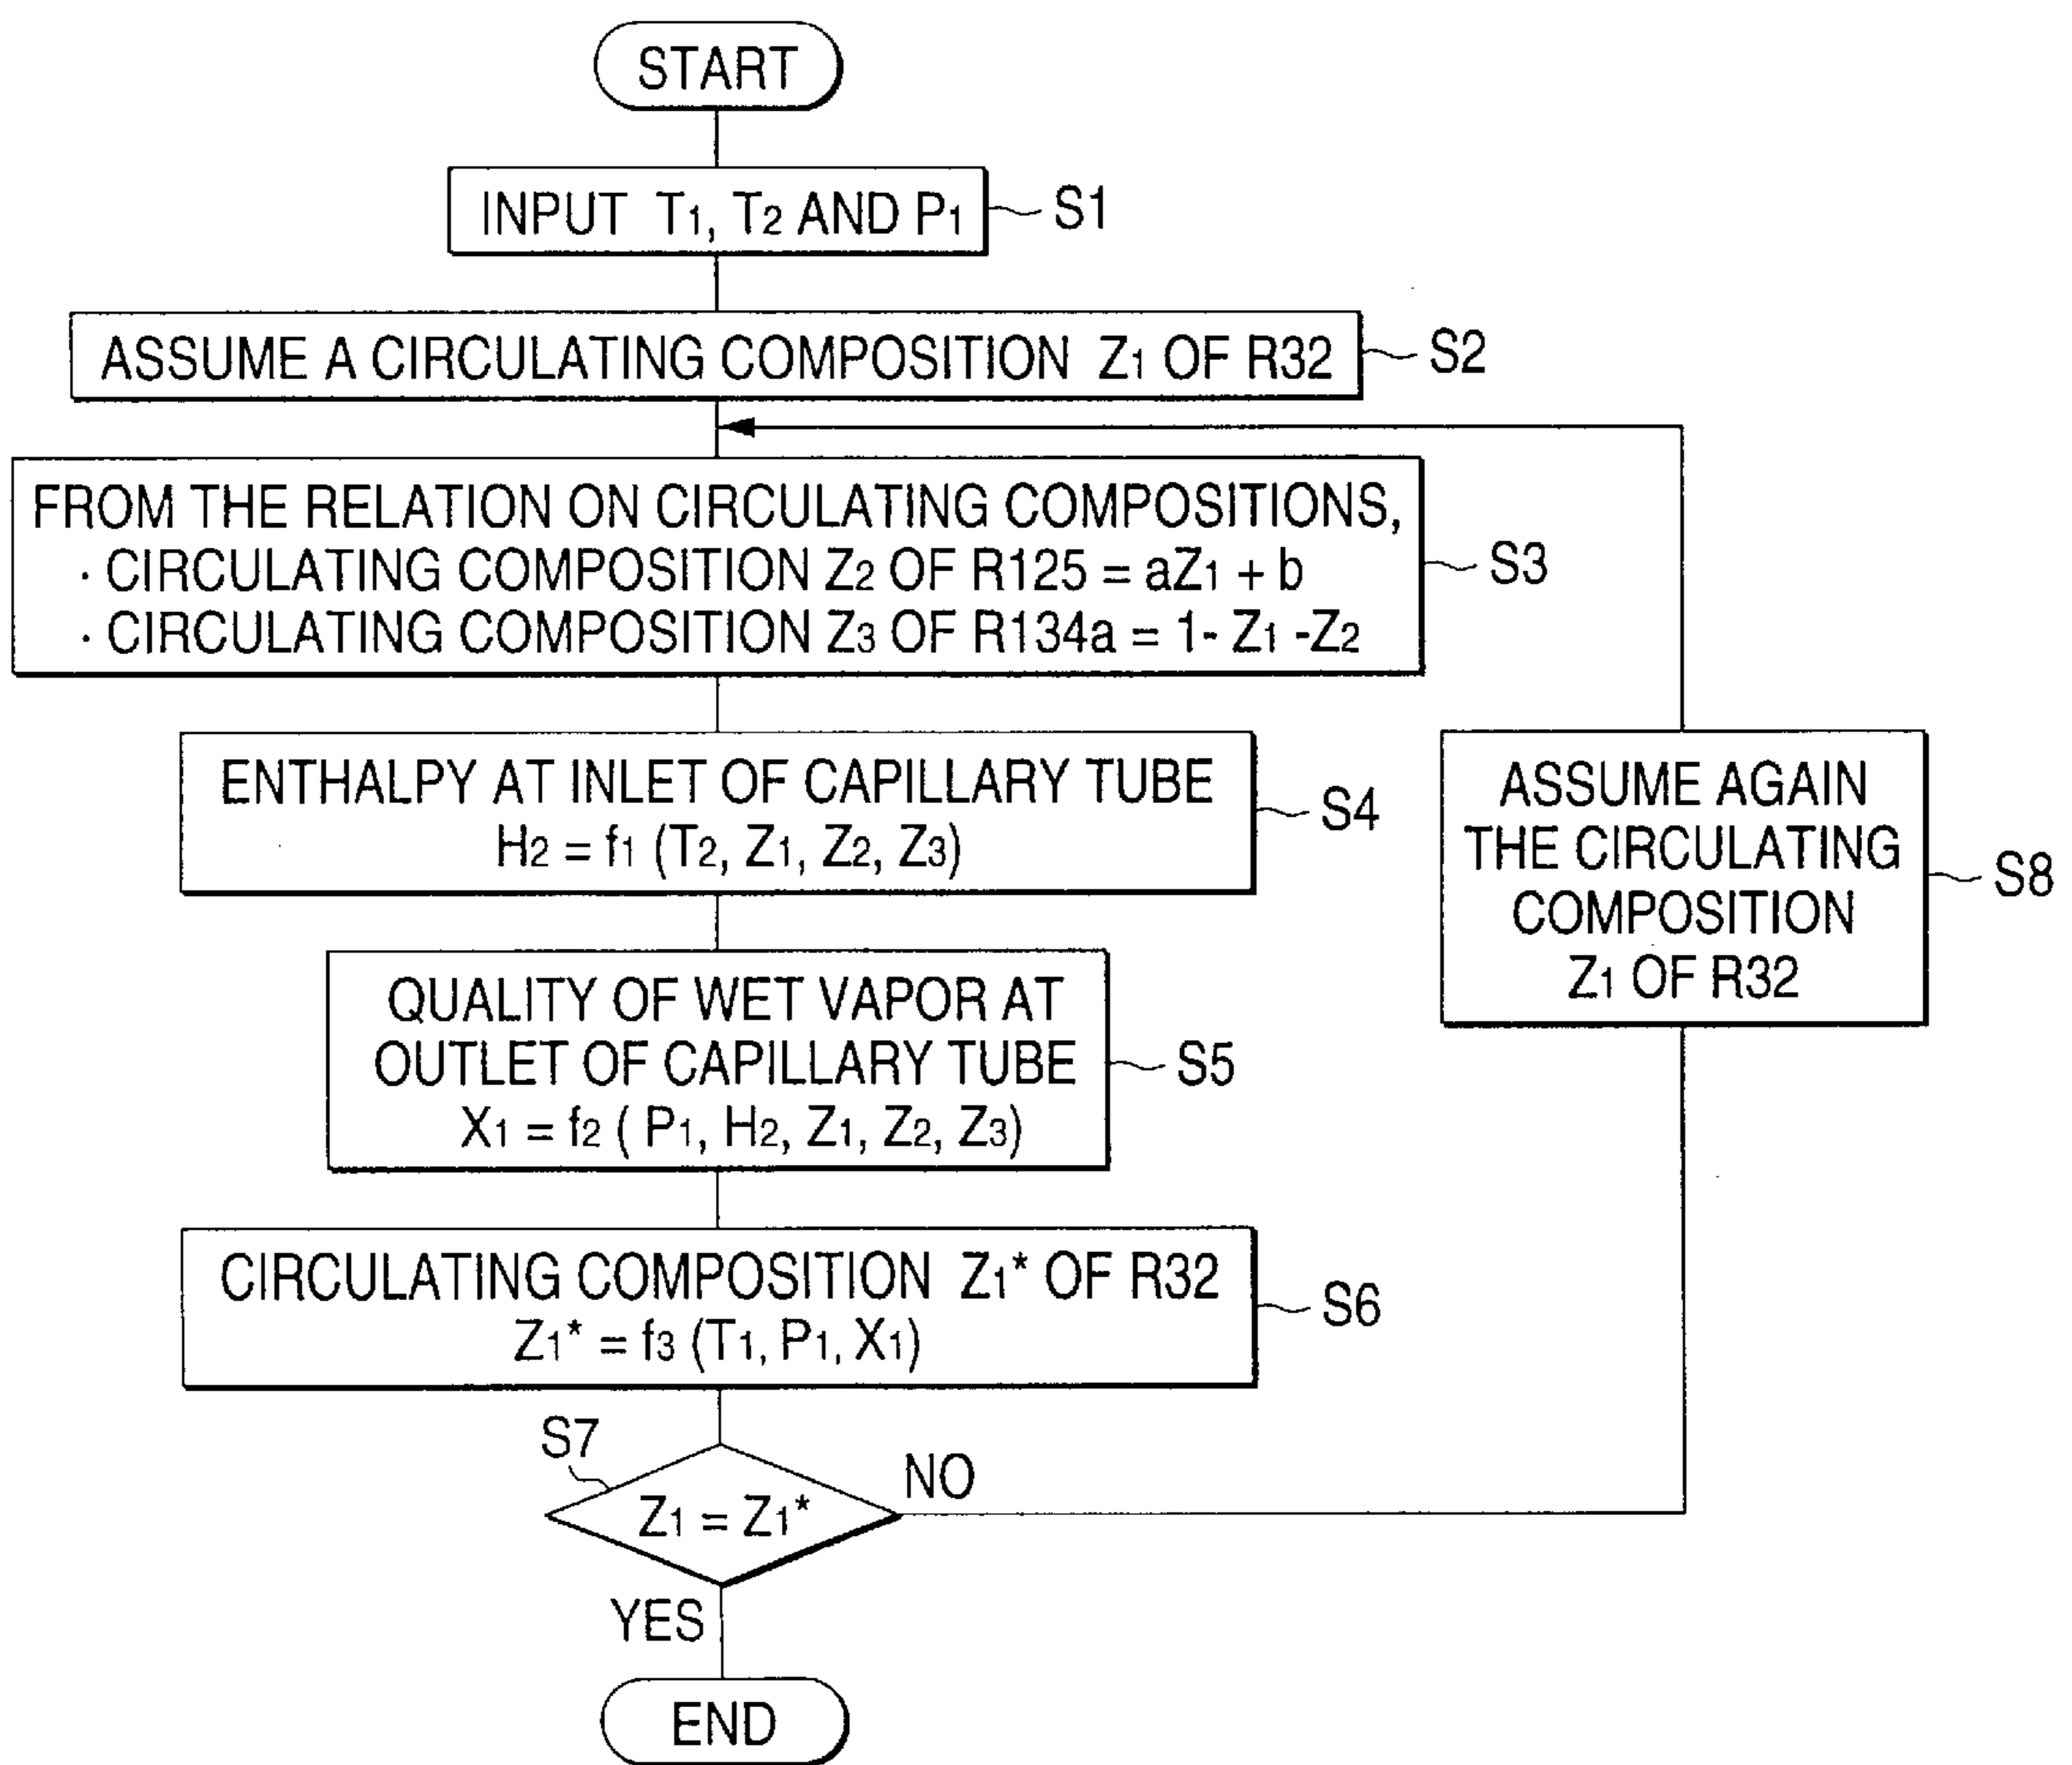 START
INPUT T1, T2 AND P1
S1
ASSUME A CIRCULATING COMPOSITION Z1 OF R32
S2
FROM THE RELATION ON CIRCULATING COMPOSITIONS,
· CIRCULATING COMPOSITION Z2 OF R125 = aZ1 + b
· CIRCULATING COMPOSITION Z3 OF R134a = 1- Z1 -Z2
S3
ENTHALPY AT INLET OF CAPILLARY TUBE
H2 = f1 (T2, Z1, Z2, Z3)
S4
QUALITY OF WET VAPOR AT
OUTLET OF CAPILLARY TUBE
X1 = f2 ( P1, H2, Z1, Z2, Z3)
S5
CIRCULATING COMPOSITION Z1* OF R32
Z1* = f3 (T1, P1, X1)
S6
S7
Z1 = Z1*
NO
YES
END
ASSUME AGAIN
THE CIRCULATING
COMPOSITION
Z1 OF R32
S8